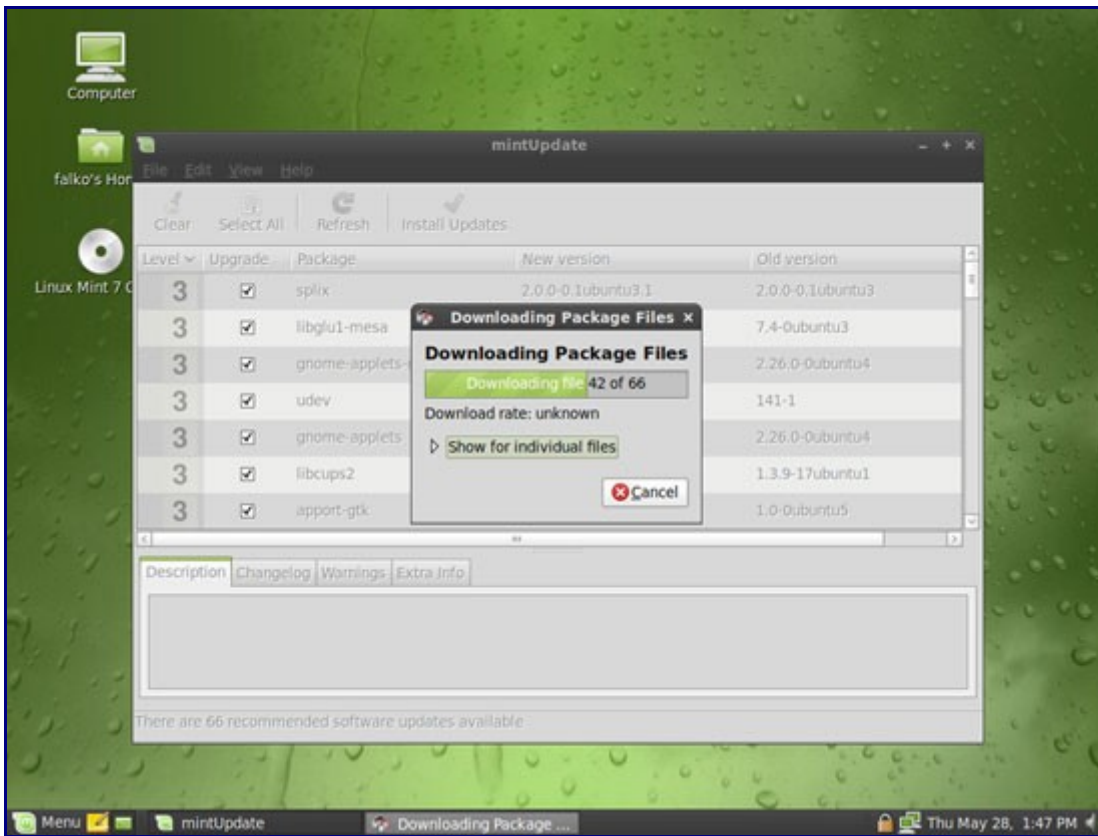 Computer
falko's Hor
Linux Mint 7 G
mintUpdate
File Edit View Help
Clear Select All Refresh Install Updates
Level Upgrade Package New version Old version
3 splix 2.0.0-0.1ubuntu3.1 2.0.0-0.1ubuntu3
3 libglu1-mesa 7.4-0ubuntu3
3 gnome-applets- 2.26.0-0ubuntu4
3 udev 141-1
3 gnome-applets 2.26.0-0ubuntu4
3 libcups2 1.3.9-17ubuntu1
3 apport-gtk 1.0-0ubuntu5
Downloading Package Files
Downloading Package Files
Downloading file 42 of 66
Download rate: unknown
Show for individual files
Cancel
Description Changelog Warnings Extra Info
There are 66 recommended software updates available
Menu mintUpdate Downloading Package ... Thu May 28, 1:47 PM